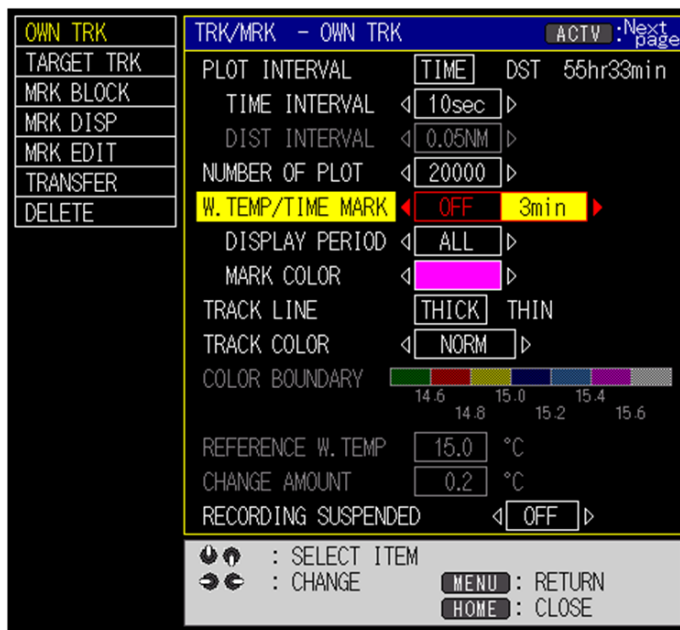 OWN TRK
TARGET TRK
MRK BLOCK
MRK DISP
MRK EDIT
TRANSFER
DELETE
TRK/MRK - OWN TRK ACTV :Next page
PLOT INTERVAL TIME DST 55hr33min
TIME INTERVAL 10sec
DIST INTERVAL 0.05NM
NUMBER OF PLOT 20000
W.TEMP/TIME MARK OFF 3min
DISPLAY PERIOD ALL
MARK COLOR
TRACK LINE THICK THIN
TRACK COLOR NORM
COLOR BOUNDARY
14.6 15.0 15.4
14.8 15.2 15.6
REFERENCE W.TEMP 15.0 °C
CHANGE AMOUNT 0.2 °C
RECORDING SUSPENDED OFF
: SELECT ITEM
: CHANGE MENU : RETURN
HOME : CLOSE